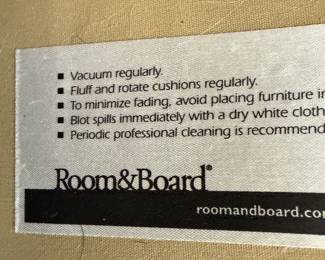 ▪ Vacuum regularly.
▪ Fluff and rotate cushions regularly.
▪ To minimize fading, avoid placing furniture i
▪ Blot spills immediately with a dry white cloth
▪ Periodic professional cleaning is recommend
Room&Board®
roomandboard.co